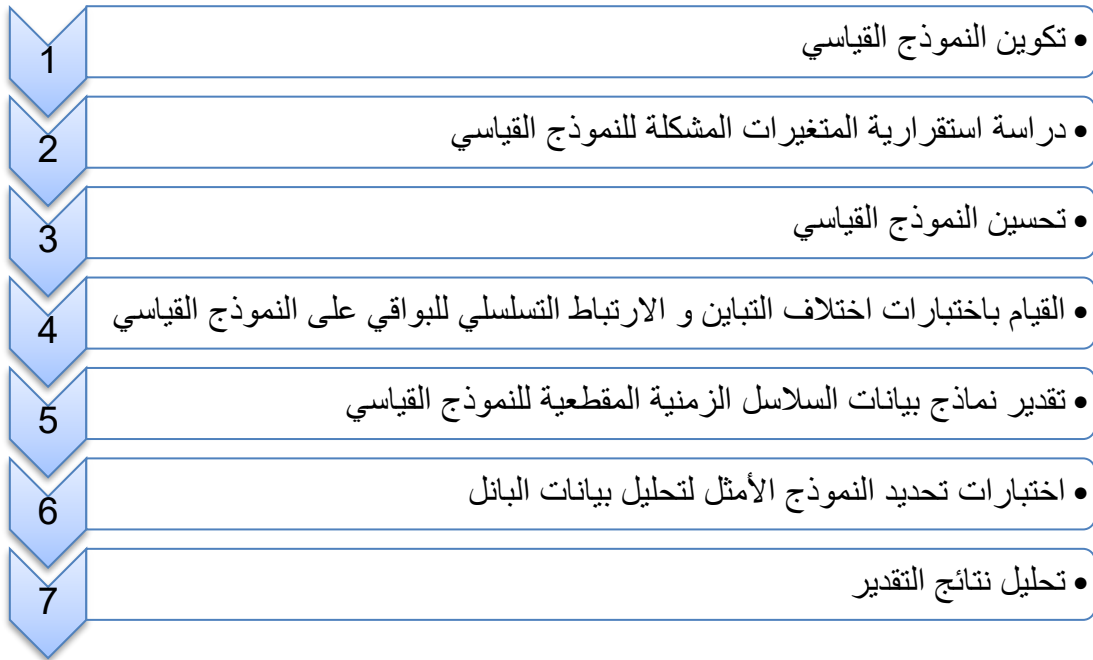 1
• تكوين النموذج القياسي
2
• دراسة استقرارية المتغيرات المشكلة للنموذج القياسي
3
• تحسين النموذج القياسي
4
• القيام باختبارات اختلاف التباين و الارتباط التسلسلي للبواقي على النموذج القياسي
5
• تقدير نماذج بيانات السلاسل الزمنية المقطعية للنموذج القياسي
6
• اختبارات تحديد النموذج الأمثل لتحليل بيانات البانل
7
• تحليل نتائج التقدير